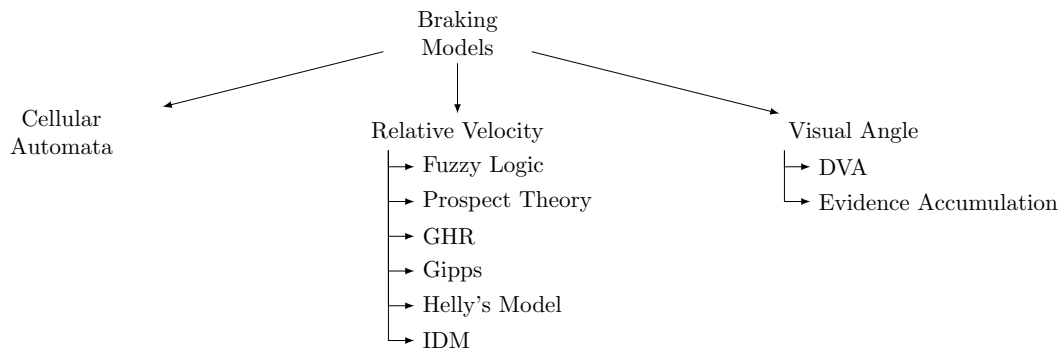 Braking
Models
Cellular
Automata
Relative Velocity
Fuzzy Logic
Prospect Theory
GHR
Gipps
Helly's Model
IDM
Visual Angle
DVA
Evidence Accumulation